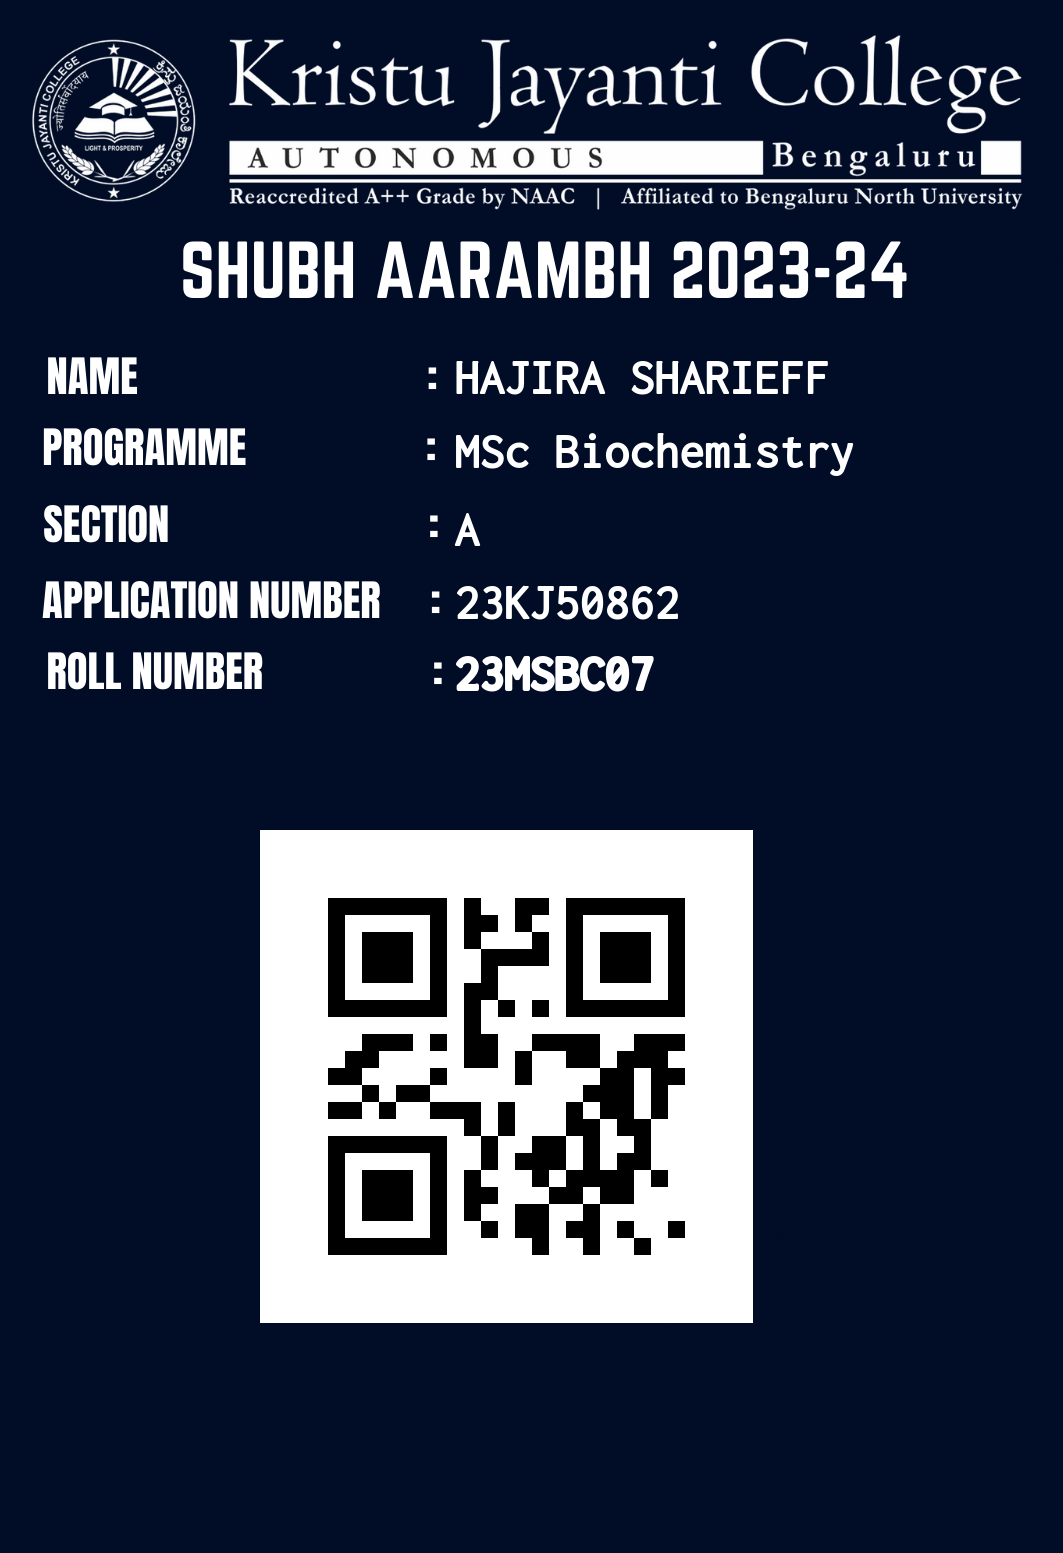 Kristu Jayanti College
AUTONOMOUS Bengaluru
Reaccredited A++ Grade by NAAC | Affiliated to Bengaluru North University
KRISTU JAYANTI COLLEGE
LIGHT & PROSPERITY
SHUBH AARAMBH 2023-24
NAME : HAJIRA SHARIEFF
PROGRAMME : MSc Biochemistry
SECTION : A
APPLICATION NUMBER : 23KJ50862
ROLL NUMBER : 23MSBC07